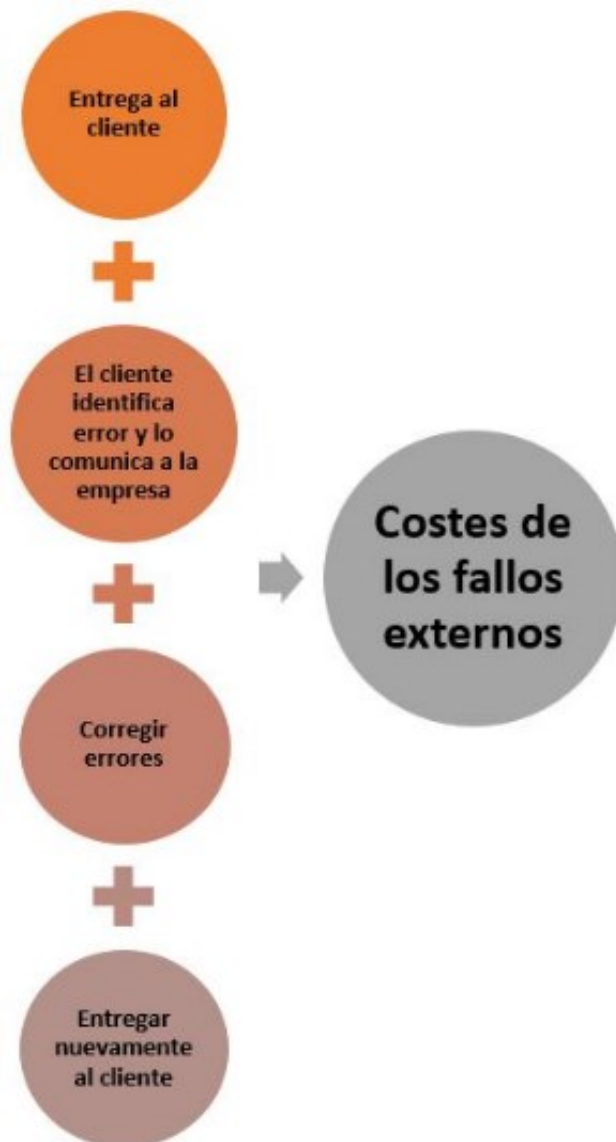 Entrega al
cliente
El cliente
identifica
error y lo
comunica a la
empresa
Corregir
errores
Entregar
nuevamente
al cliente
Costes de
los fallos
externos